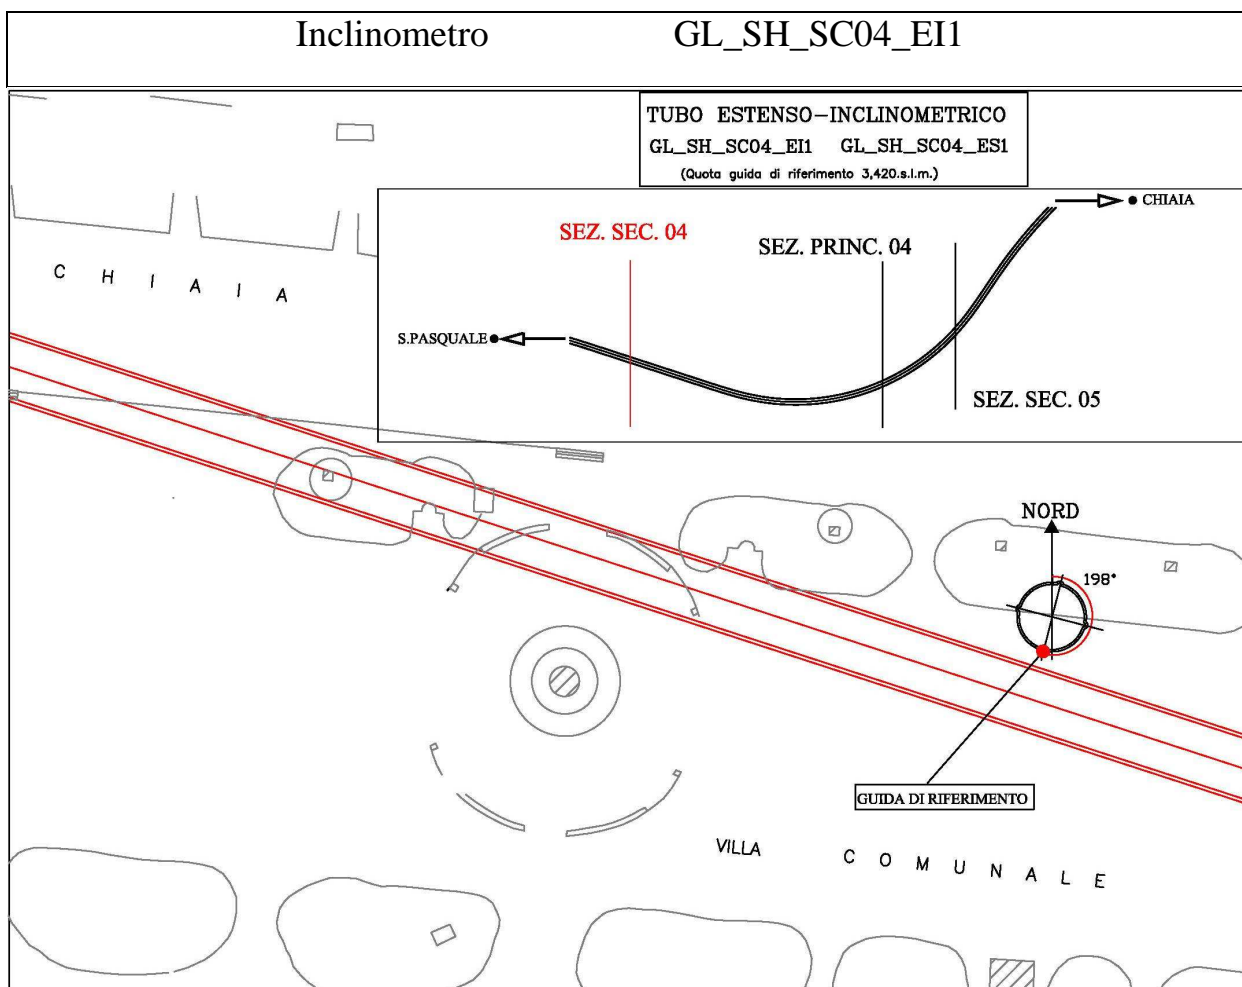 Inclinometro GL_SH_SC04_EI1
TUBO ESTENSO-INCLINOMETRICO
GL_SH_SC04_EI1 GL_SH_SC04_ES1
(Quota guida di riferimento 3,420.s.l.m.)
CHIAIA
SEZ. SEC. 04
SEZ. PRINC. 04
C H I A I A
S.PASQUALE
SEZ. SEC. 05
NORD
198°
GUIDA DI RIFERIMENTO
VILLA C O M U N A L E